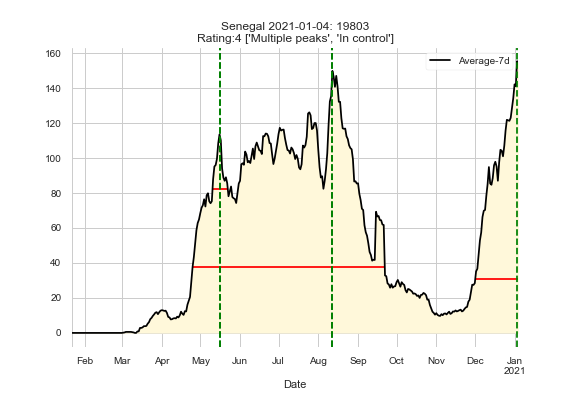 Senegal 2021-01-04: 19803
Rating:4 ['Multiple peaks', 'In control']
Average-7d
160
140
120
100
80
60
40
20
0
Feb Mar Apr May Jun Jul Aug Sep Oct Nov Dec Jan
2021
Date